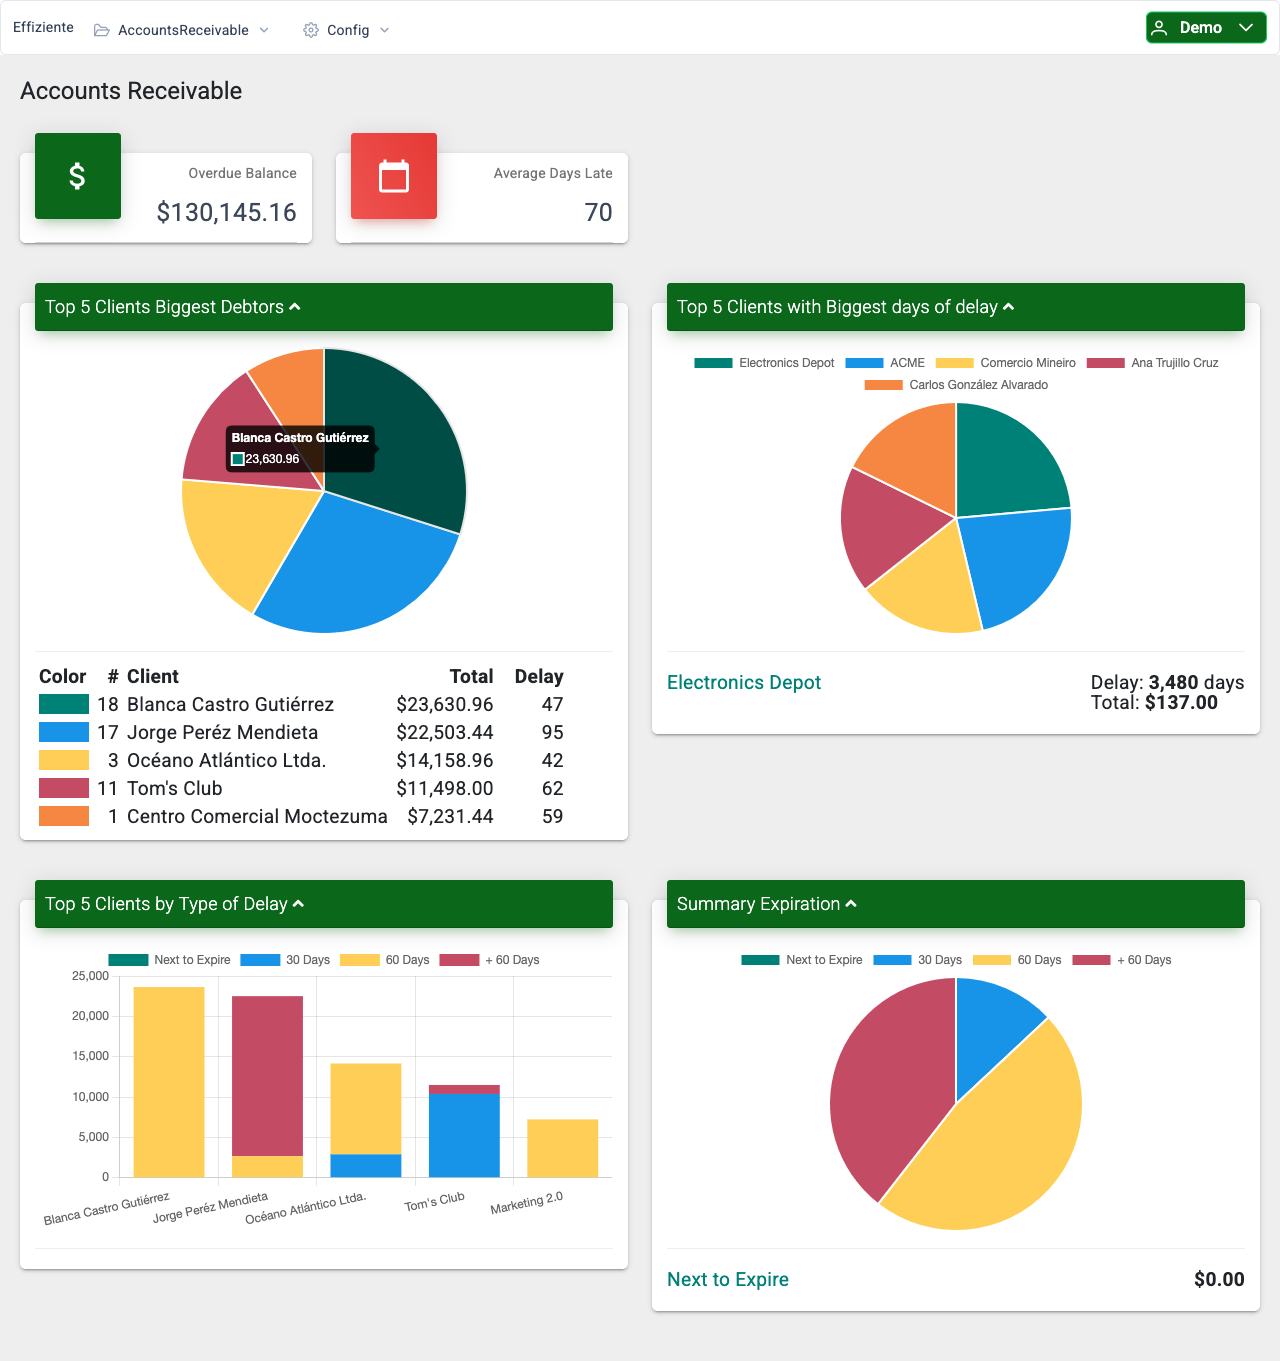 Effiziente AccountsReceivable Config Demo
Accounts Receivable
$ Overdue Balance
$130,145.16
Average Days Late
70
Top 5 Clients Biggest Debtors
Blanca Castro Gutiérrez
23,630.96
Color # Client Total Delay
18 Blanca Castro Gutiérrez $23,630.96 47
17 Jorge Peréz Mendieta $22,503.44 95
3 Océano Atlántico Ltda. $14,158.96 42
11 Tom's Club $11,498.00 62
1 Centro Comercial Moctezuma $7,231.44 59
Top 5 Clients with Biggest days of delay
Electronics Depot ACME Comercio Mineiro Ana Trujillo Cruz
Carlos González Alvarado
Electronics Depot Delay: 3,480 days
Total: $137.00
Top 5 Clients by Type of Delay
Next to Expire 30 Days 60 Days + 60 Days
25,000
20,000
15,000
10,000
5,000
0
Blanca Castro Gutiérrez Jorge Peréz Mendieta Océano Atlántico Ltda. Tom's Club Marketing 2.0
Summary Expiration
Next to Expire 30 Days 60 Days + 60 Days
Next to Expire $0.00